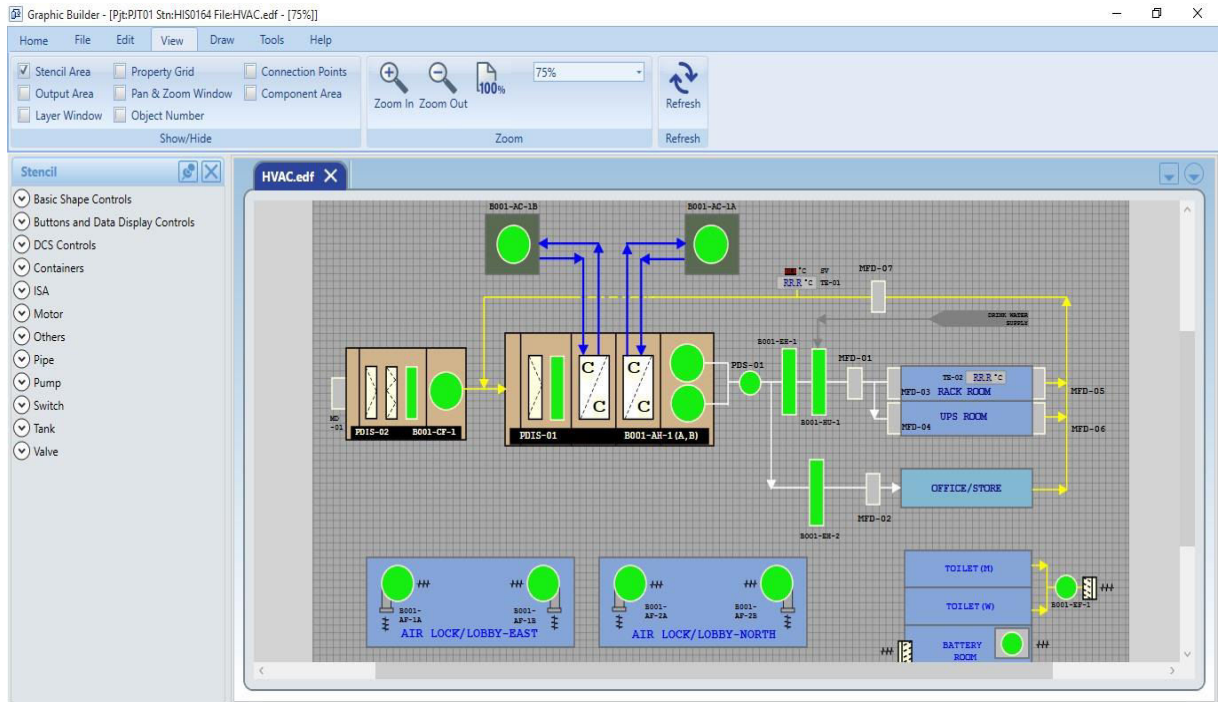 Graphic Builder - [Pjt:PJT01 Stn:HIS0164 File:HVAC.edf - [75%]]
Home File Edit View Draw Tools Help
Stencil Area Property Grid Connection Points
Output Area Pan & Zoom Window Component Area
Layer Window Object Number
Show/Hide
100%
75%
Zoom In Zoom Out
Zoom
Refresh
Refresh
Stencil
Basic Shape Controls
Buttons and Data Display Controls
DCS Controls
Containers
ISA
Motor
Others
Pipe
Pump
Switch
Tank
Valve
HVAC.edf
B001-AC-1B
B001-AC-1A
°C SV
RRR °C TE-01
MFD-07
DRINK WATER
SUPPLY
B001-EH-1
MFD-01
PDS-01
C C
C C
TE-02 RRR °C
MFD-03 RACK ROOM
MFD-05
UPS ROOM
MFD-04
MFD-06
MD
-01
PDIS-02 B001-CF-1
PDIS-01 B001-AH-1(A,B)
B001-HU-1
OFFICE/STORE
MFD-02
B001-EH-2
B001-
AF-1A
B001-
AF-1B
AIR LOCK/LOBBY-EAST
B001-
AF-2A
B001-
AF-2B
AIR LOCK/LOBBY-NORTH
TOILET(M)
TOILET(W)
B001-EF-1
BATTERY
ROOM